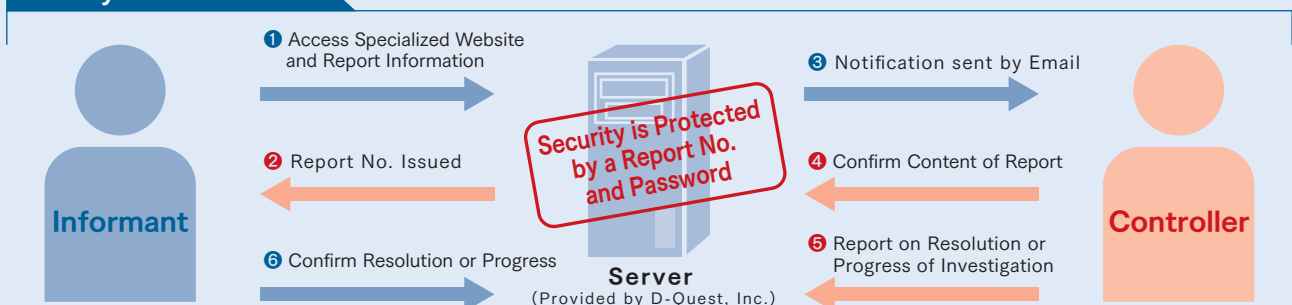 ❶ Access Specialized Website
and Report Information
❷ Report No. Issued
❻ Confirm Resolution or Progress
Informant
Security is Protected
by a Report No.
and Password
Server
(Provided by D-Quest, Inc.)
❸ Notification sent by Email
❹ Confirm Content of Report
❺ Report on Resolution or
Progress of Investigation
Controller